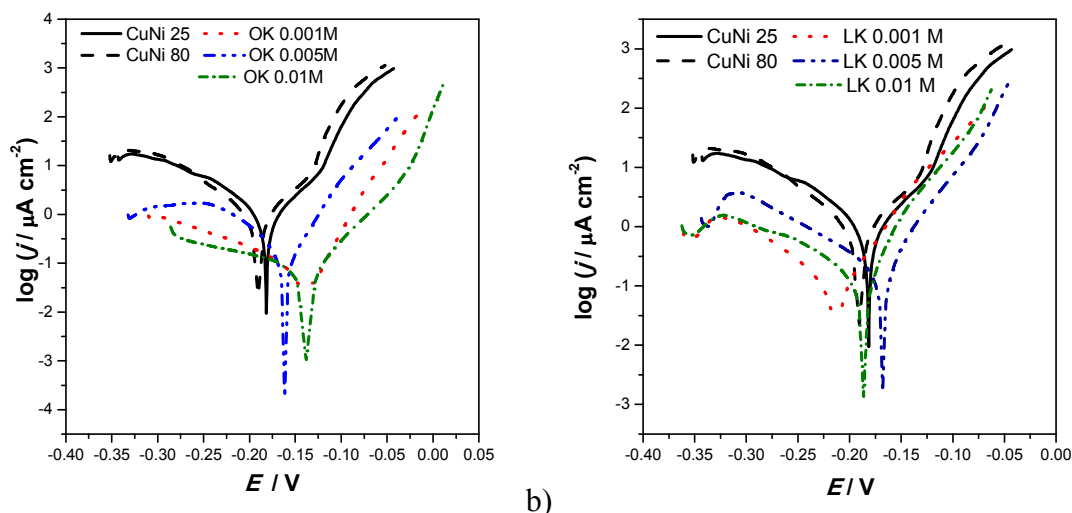 4
3
2
1
0
-1
-2
-3
-4
log (j / µA cm-2)
CuNi 25
CuNi 80
OK 0.001M
OK 0.005M
OK 0.01M
-0.40 -0.35 -0.30 -0.25 -0.20 -0.15 -0.10 -0.05 0.00 0.05
E / V
b)
3
2
1
0
-1
-2
-3
log (j / µA cm-2)
CuNi 25
CuNi 80
LK 0.001 M
LK 0.005 M
LK 0.01 M
-0.40 -0.35 -0.30 -0.25 -0.20 -0.15 -0.10 -0.05 0.00
E / V